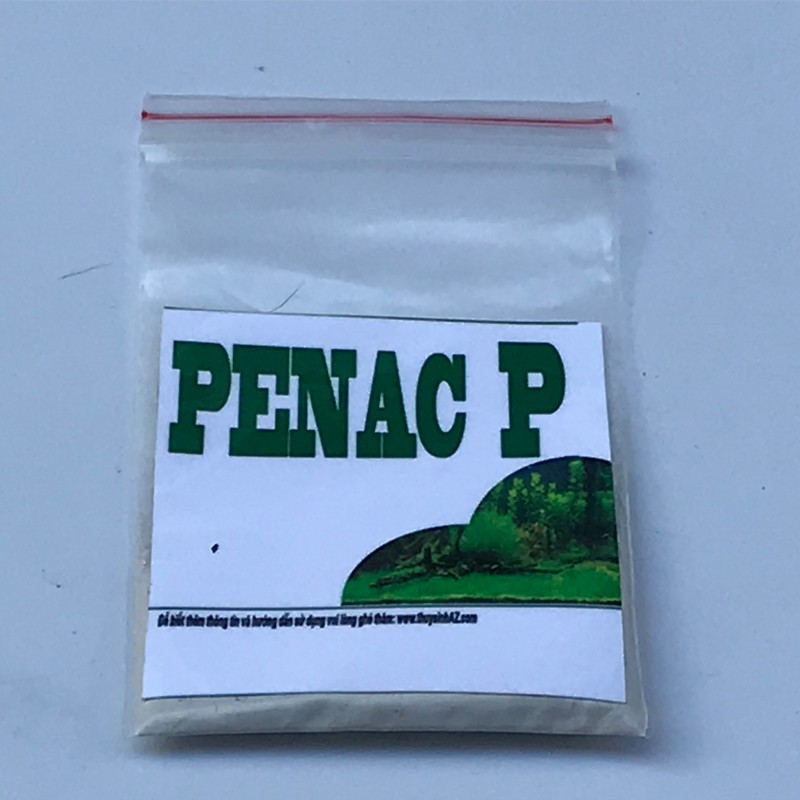 PENAC P
Để biết thêm thông tin và hướng dẫn sử dụng vui lòng ghé thăm: www.thuysinhAZ.com